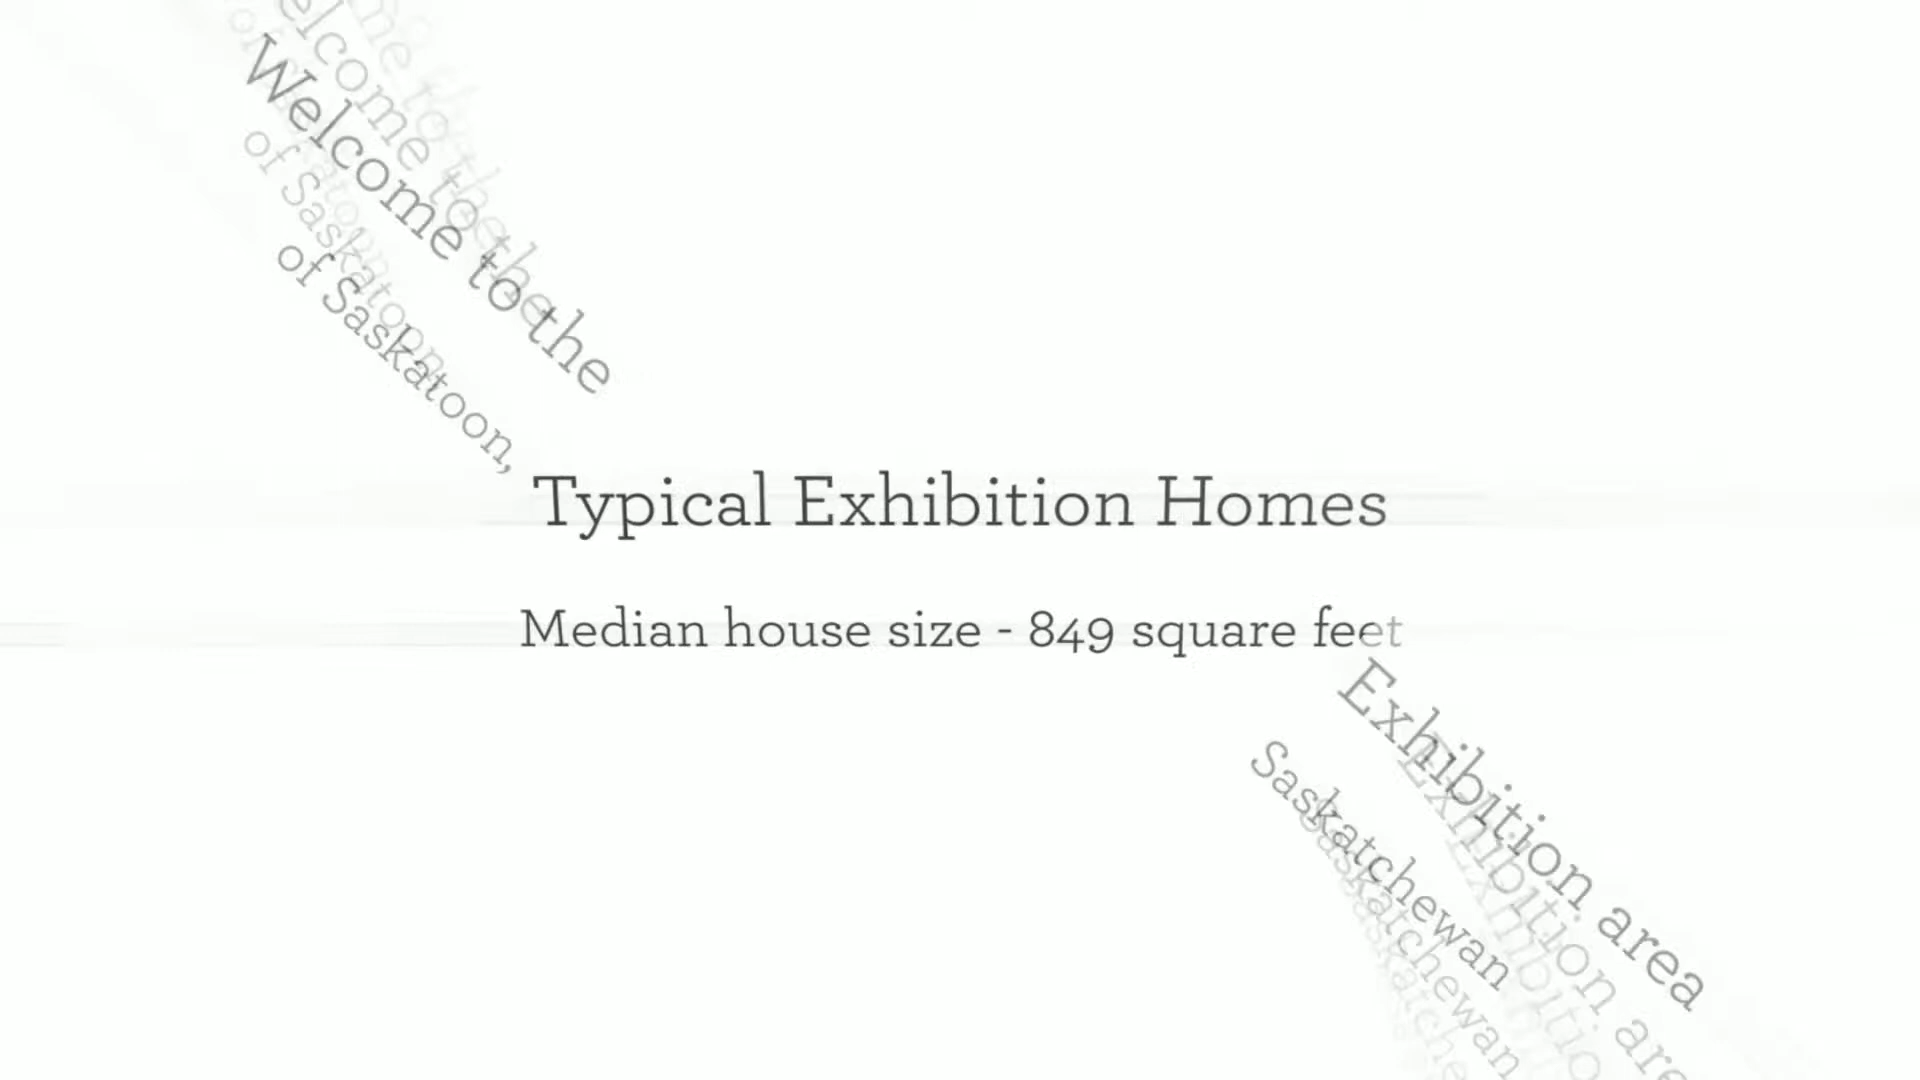 Welcome to the
of Saskatoon,
Typical Exhibition Homes
Median house size - 849 square feet
Exhibition area
Saskatchewan